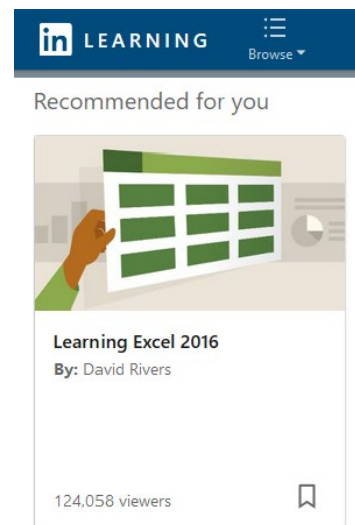 in LEARNING
Browse
Recommended for you
Learning Excel 2016
By: David Rivers
124,058 viewers